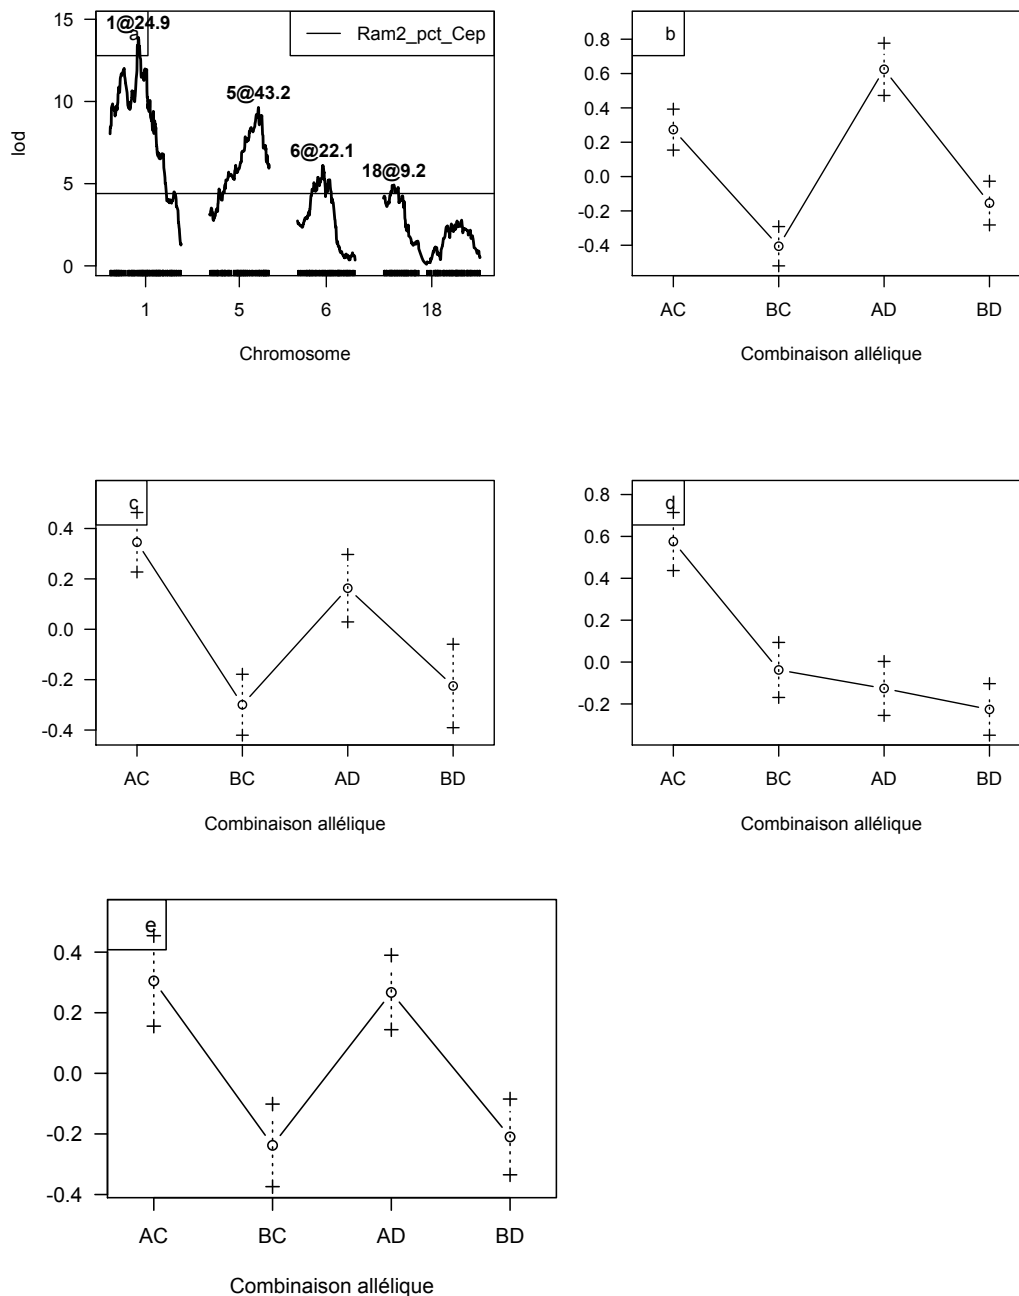 a
1@24.9
5@43.2
6@22.1
18@9.2
Ram2_pct_Cep
lod
15
10
5
0
1
5
6
18
Chromosome
b
0.8
0.6
0.4
0.2
0.0
-0.2
-0.4
AC
BC
AD
BD
Combinaison allélique
c
0.4
0.2
0.0
-0.2
-0.4
AC
BC
AD
BD
Combinaison allélique
d
0.8
0.6
0.4
0.2
0.0
-0.2
AC
BC
AD
BD
Combinaison allélique
e
0.4
0.2
0.0
-0.2
-0.4
AC
BC
AD
BD
Combinaison allélique